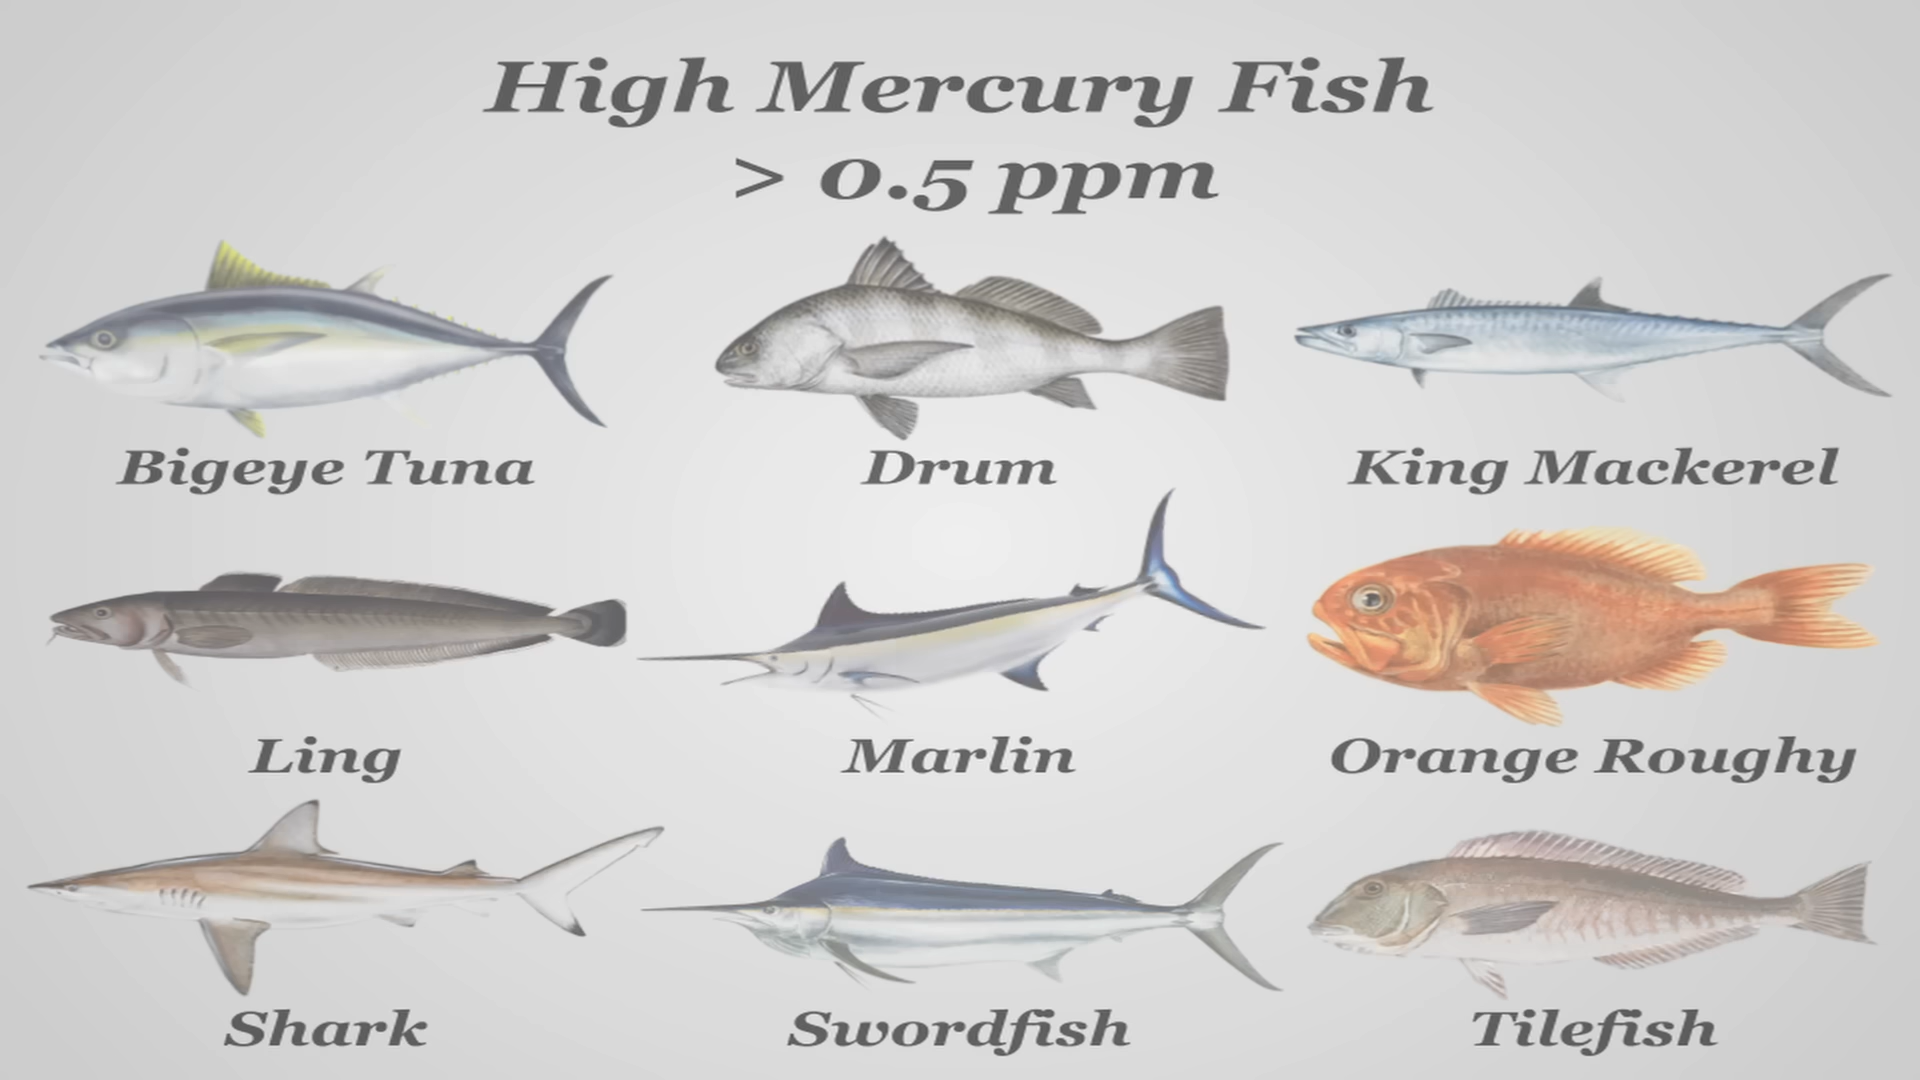 High Mercury Fish
> 0.5 ppm
Bigeye Tuna
Drum
King Mackerel
Ling
Marlin
Orange Roughy
Shark
Swordfish
Tilefish